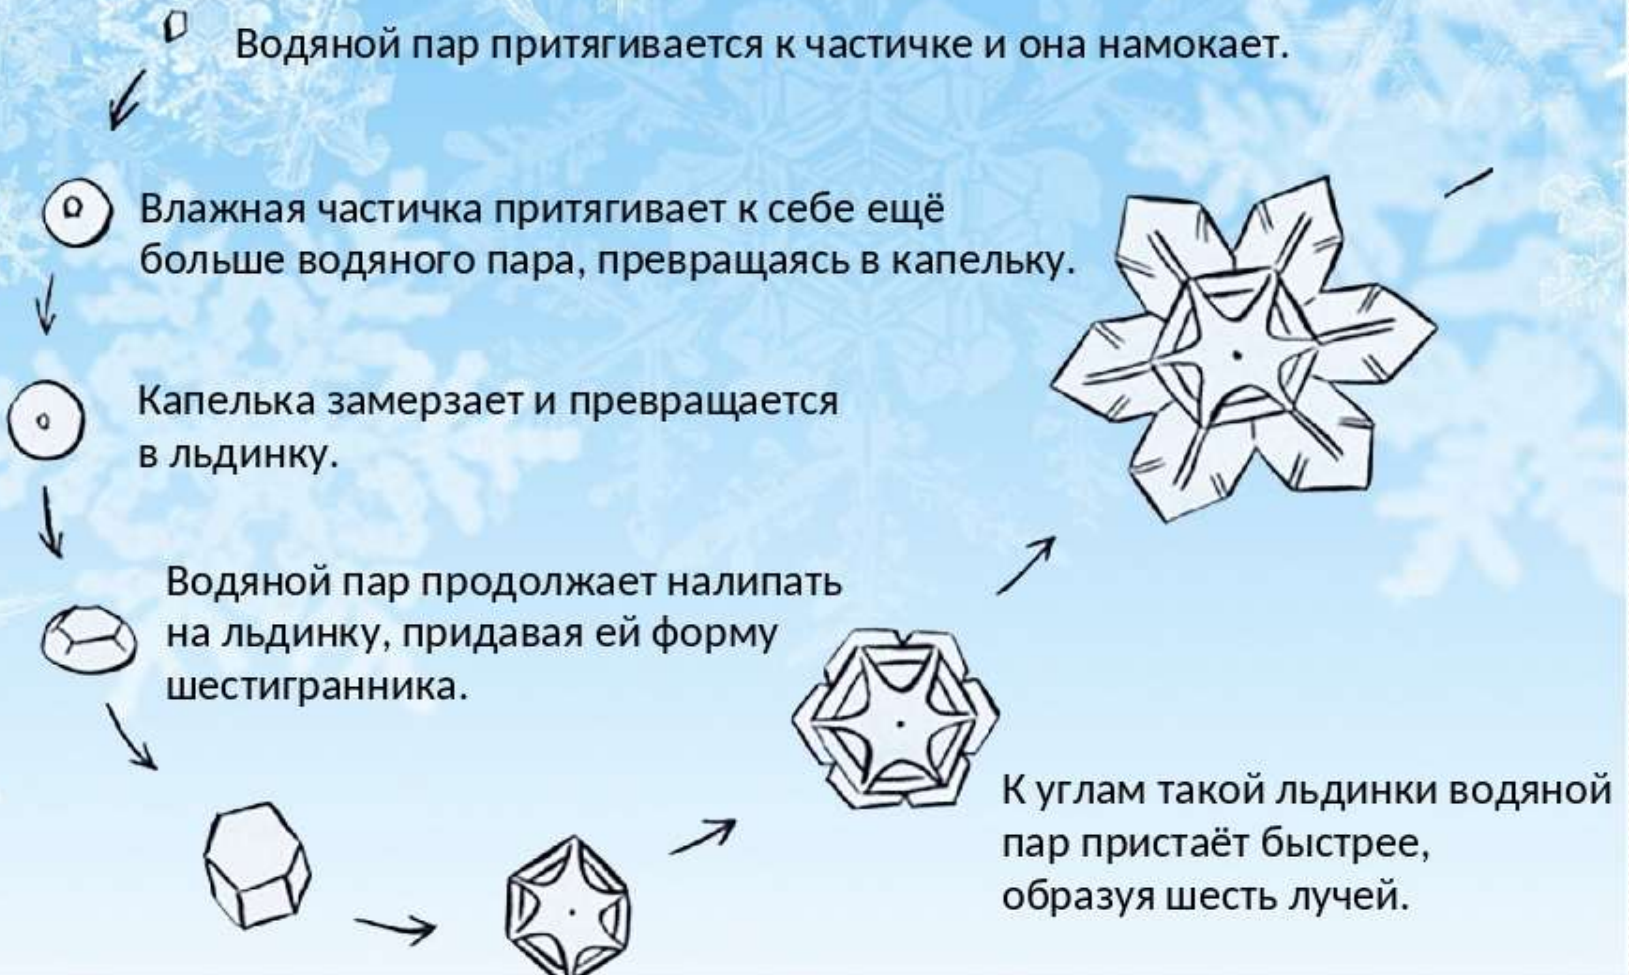 Водяной пар притягивается к частичке и она намокает.
Влажная частичка притягивает к себе ещё
больше водяного пара, превращаясь в капельку.
Капелька замерзает и превращается
в льдинку.
Водяной пар продолжает налипать
на льдинку, придавая ей форму
шестигранника.
К углам такой льдинки водяной
пар пристаёт быстрее,
образуя шесть лучей.